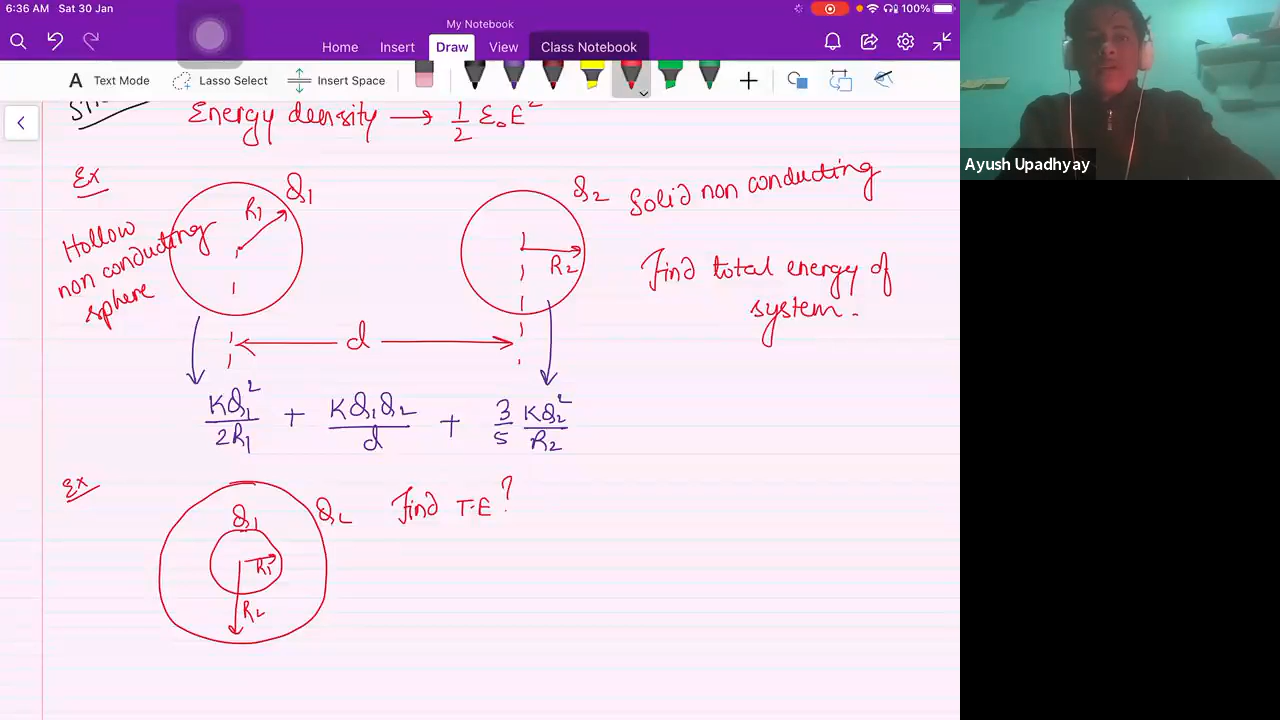 6:36 AM Sat 30 Jan
100%
My Notebook
Home Insert Draw View Class Notebook
A Text Mode Lasso Select Insert Space
Energy density → 1/2 ε₀E²
Ex
Q1
R1
Hollow
non conducting
sphere
Q2
R2
Solid non conducting
Find total energy of
system.
d
KQ1²/2R1 + KQ1Q2/d + 3/5 KQ2²/R2
Ex
Q1
Q2
R1
R2
Find T.E?
Ayush Upadhyay